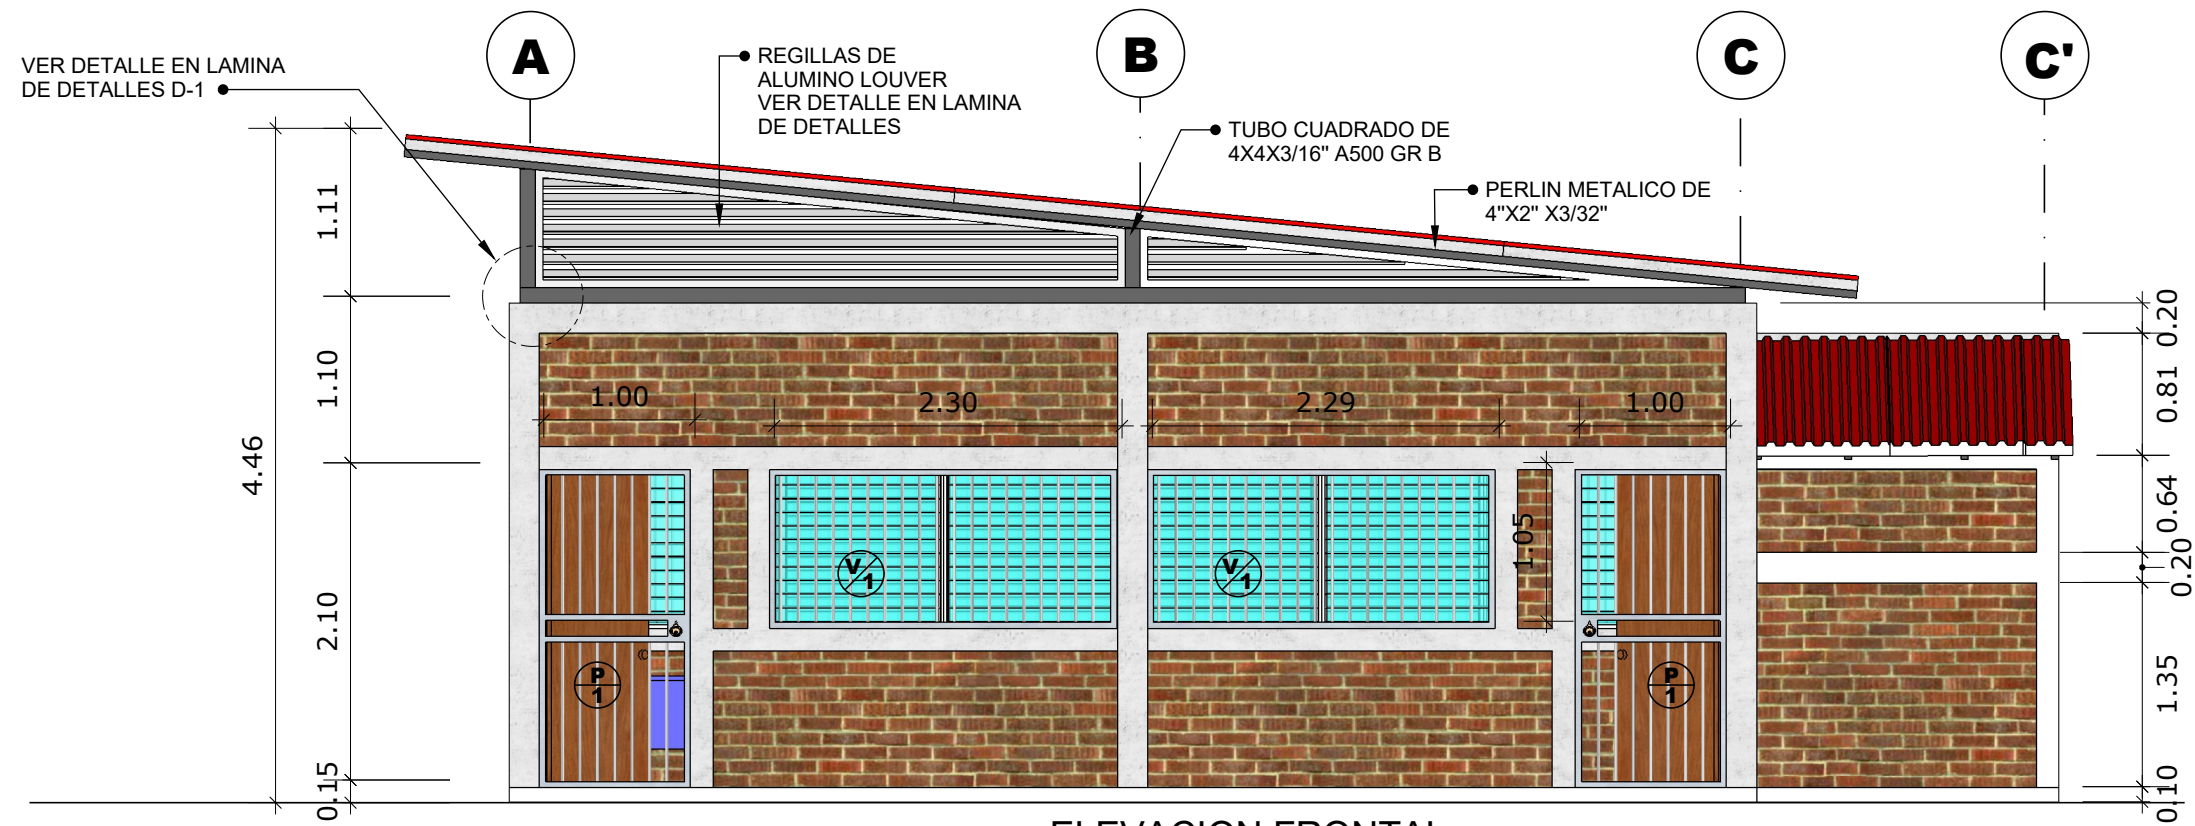 A
B
C
C'
VER DETALLE EN LAMINA
DE DETALLES D-1
REGILLAS DE
ALUMINO LOUVER
VER DETALLE EN LAMINA
DE DETALLES
TUBO CUADRADO DE
4X4X3/16" A500 GR B
PERLIN METALICO DE
4"X2" X3/32"
4.46
1.11
1.10
2.10
0.15
1.00
2.30
2.29
1.00
1.05
V/1
V/1
P
1
P
1
0.20
0.81
0.64
0.20
0.20
1.35
0.10
ELEVACION FRONTAL